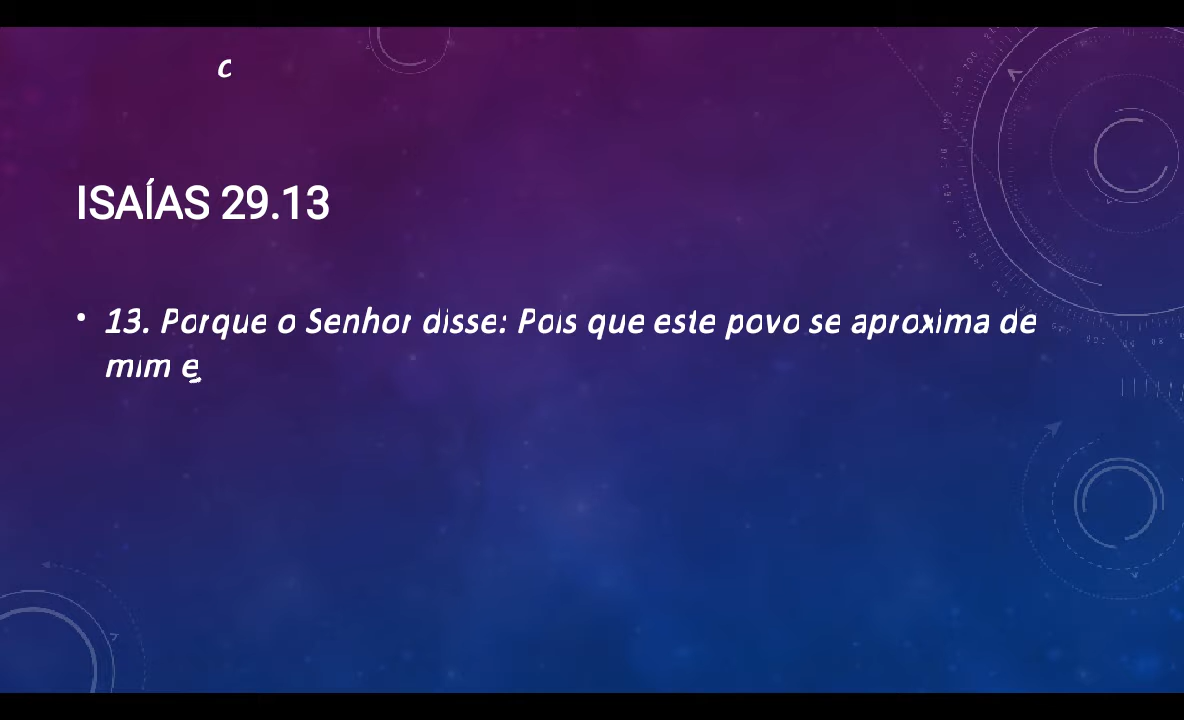 c
ISAÍAS 29.13
• 13. Porque o Senhor disse: Pois que este povo se aproxima de
mim e